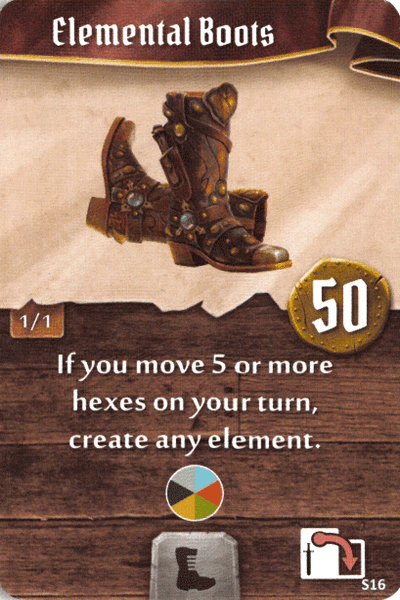 Elemental Boots
50
1/1
If you move 5 or more
hexes on your turn,
create any element.
S16